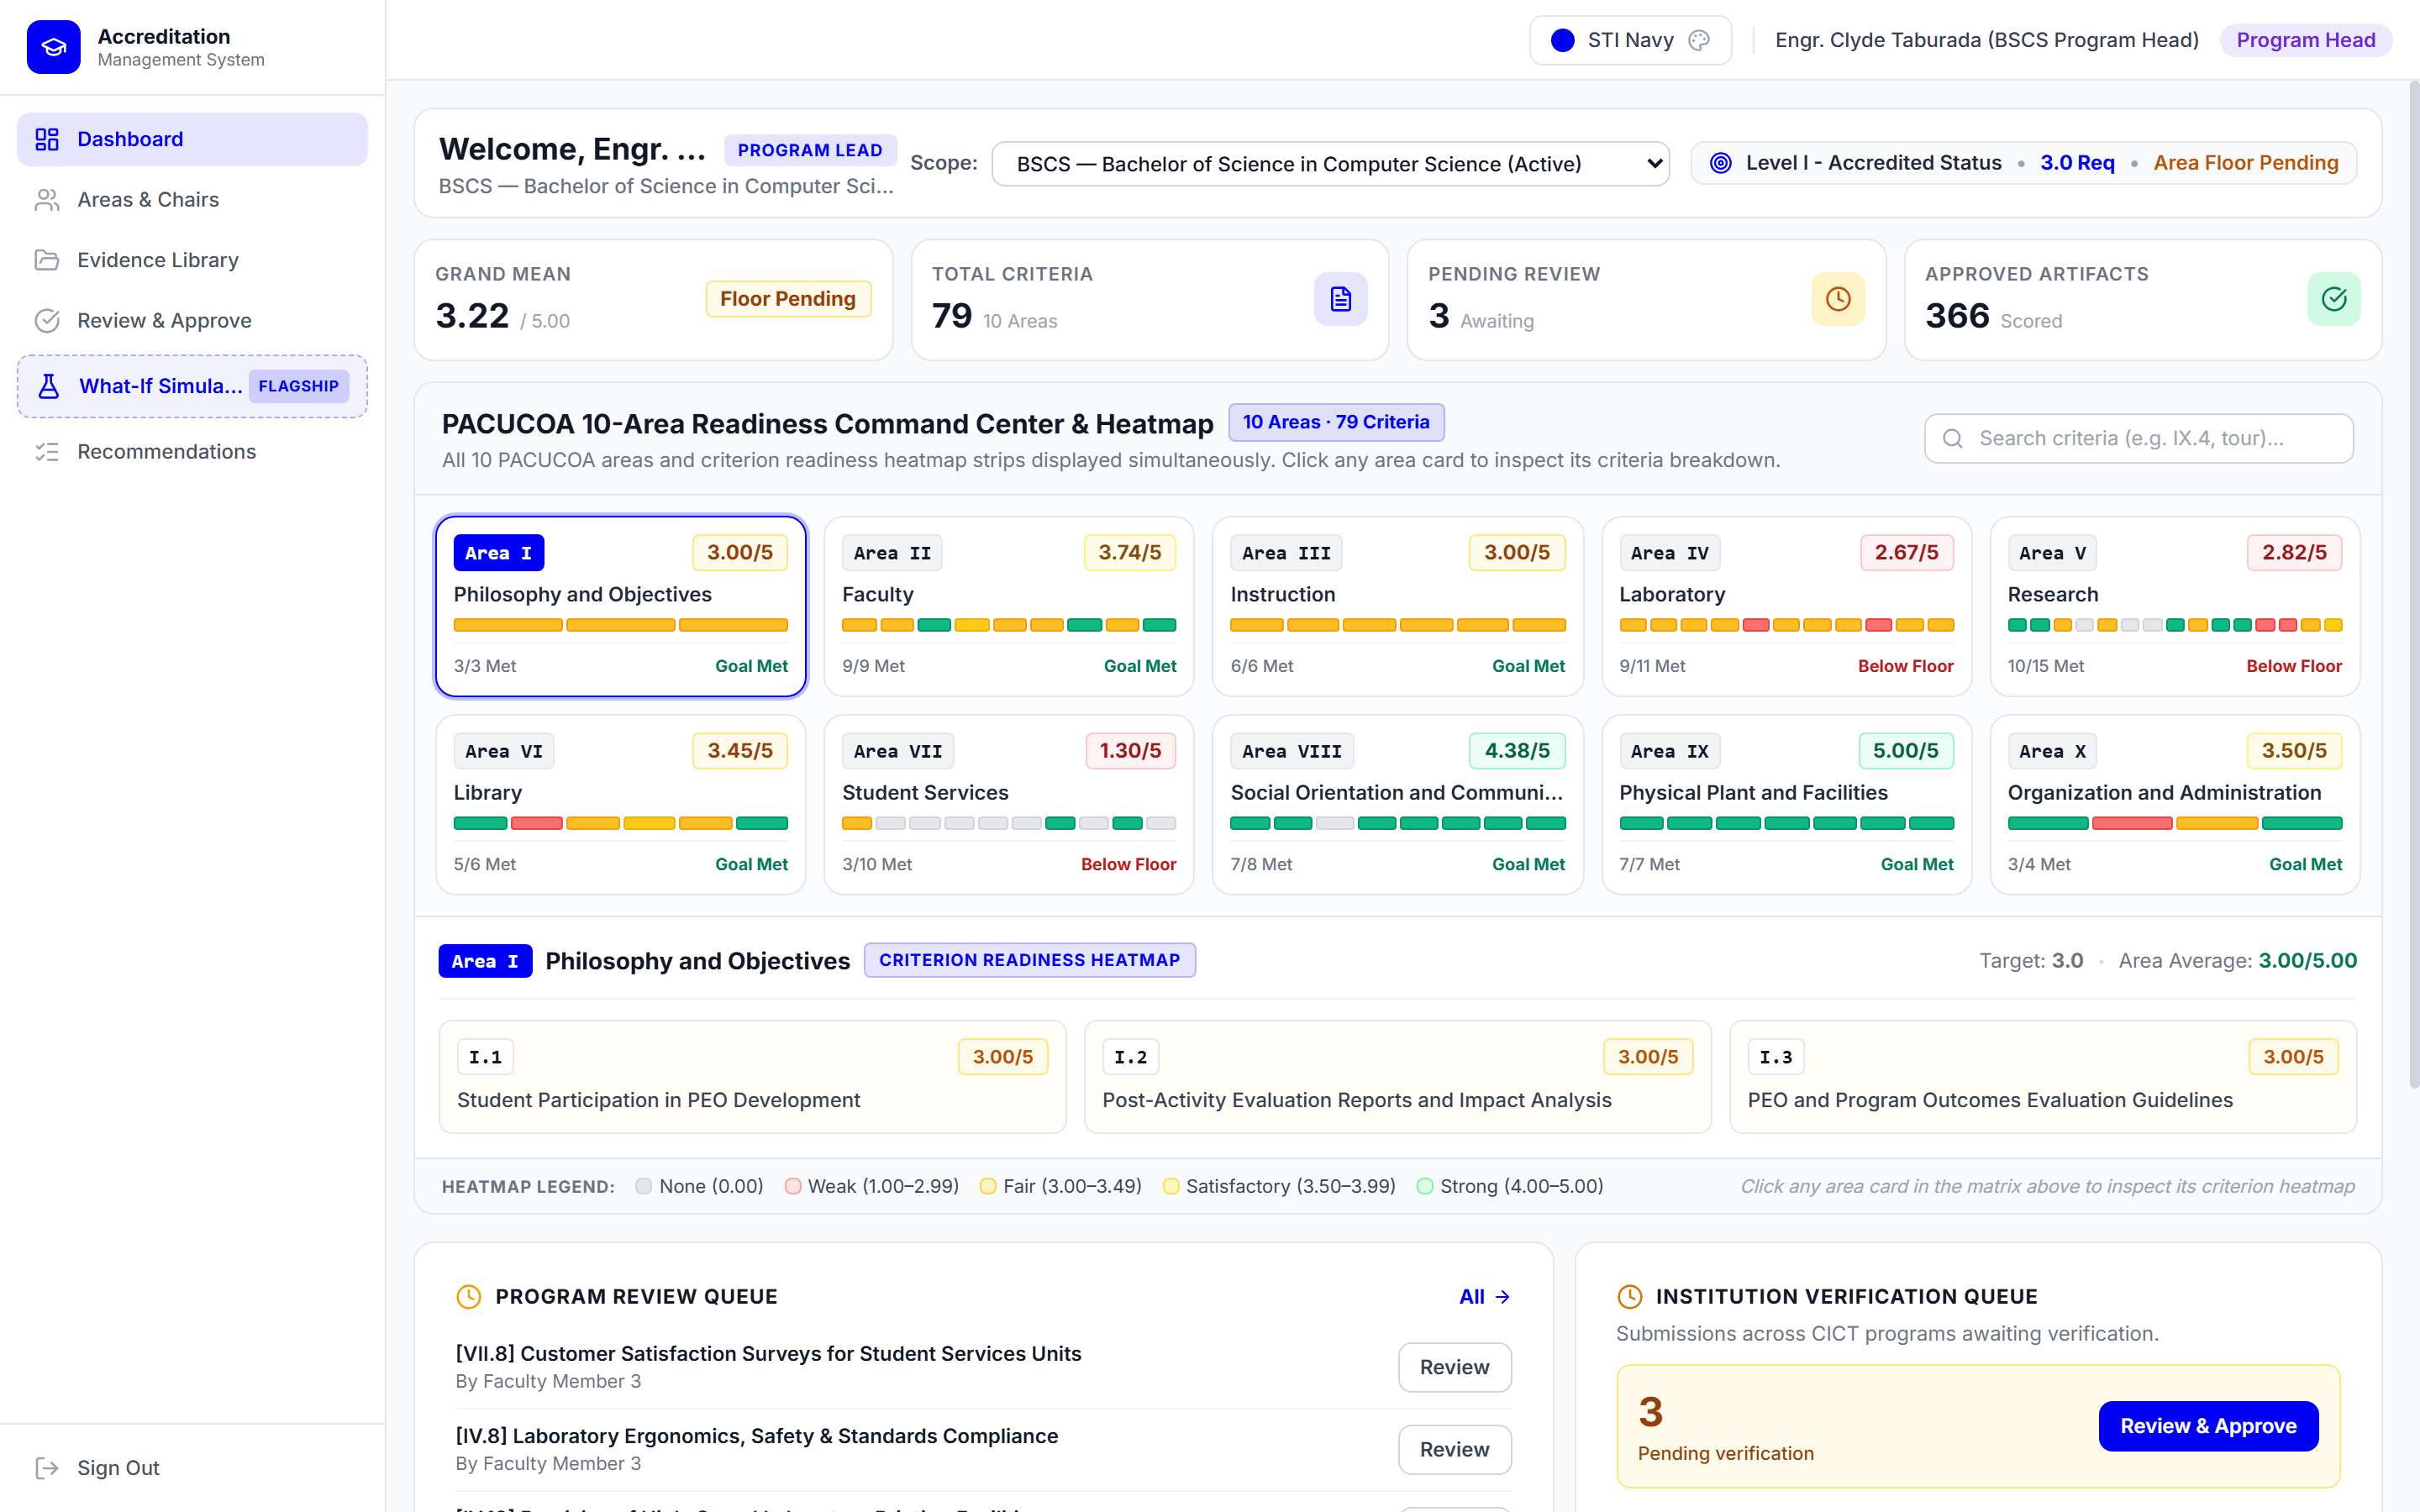 Accreditation
Management System
Dashboard
Areas & Chairs
Evidence Library
Review & Approve
What-If Simula... FLAGSHIP
Recommendations
Sign Out
STI Navy
Engr. Clyde Taburada (BSCS Program Head)
Program Head
Welcome, Engr. ... PROGRAM LEAD
BSCS — Bachelor of Science in Computer Sci...
Scope: BSCS — Bachelor of Science in Computer Science (Active)
Level I - Accredited Status • 3.0 Req • Area Floor Pending
GRAND MEAN
3.22 / 5.00
Floor Pending
TOTAL CRITERIA
79 10 Areas
PENDING REVIEW
3 Awaiting
APPROVED ARTIFACTS
366 Scored
PACUCOA 10-Area Readiness Command Center & Heatmap 10 Areas · 79 Criteria
All 10 PACUCOA areas and criterion readiness heatmap strips displayed simultaneously. Click any area card to inspect its criteria breakdown.
Search criteria (e.g. IX.4, tour)...
Area I 3.00/5
Philosophy and Objectives
3/3 Met Goal Met
Area II 3.74/5
Faculty
9/9 Met Goal Met
Area III 3.00/5
Instruction
6/6 Met Goal Met
Area IV 2.67/5
Laboratory
9/11 Met Below Floor
Area V 2.82/5
Research
10/15 Met Below Floor
Area VI 3.45/5
Library
5/6 Met Goal Met
Area VII 1.30/5
Student Services
3/10 Met Below Floor
Area VIII 4.38/5
Social Orientation and Communi...
7/8 Met Goal Met
Area IX 5.00/5
Physical Plant and Facilities
7/7 Met Goal Met
Area X 3.50/5
Organization and Administration
3/4 Met Goal Met
Area I Philosophy and Objectives CRITERION READINESS HEATMAP
Target: 3.0 · Area Average: 3.00/5.00
I.1 3.00/5
Student Participation in PEO Development
I.2 3.00/5
Post-Activity Evaluation Reports and Impact Analysis
I.3 3.00/5
PEO and Program Outcomes Evaluation Guidelines
HEATMAP LEGEND: None (0.00) Weak (1.00–2.99) Fair (3.00–3.49) Satisfactory (3.50–3.99) Strong (4.00–5.00)
Click any area card in the matrix above to inspect its criterion heatmap
PROGRAM REVIEW QUEUE
All →
[VII.8] Customer Satisfaction Surveys for Student Services Units
By Faculty Member 3
Review
[IV.8] Laboratory Ergonomics, Safety & Standards Compliance
By Faculty Member 3
Review
INSTITUTION VERIFICATION QUEUE
Submissions across CICT programs awaiting verification.
3
Pending verification
Review & Approve